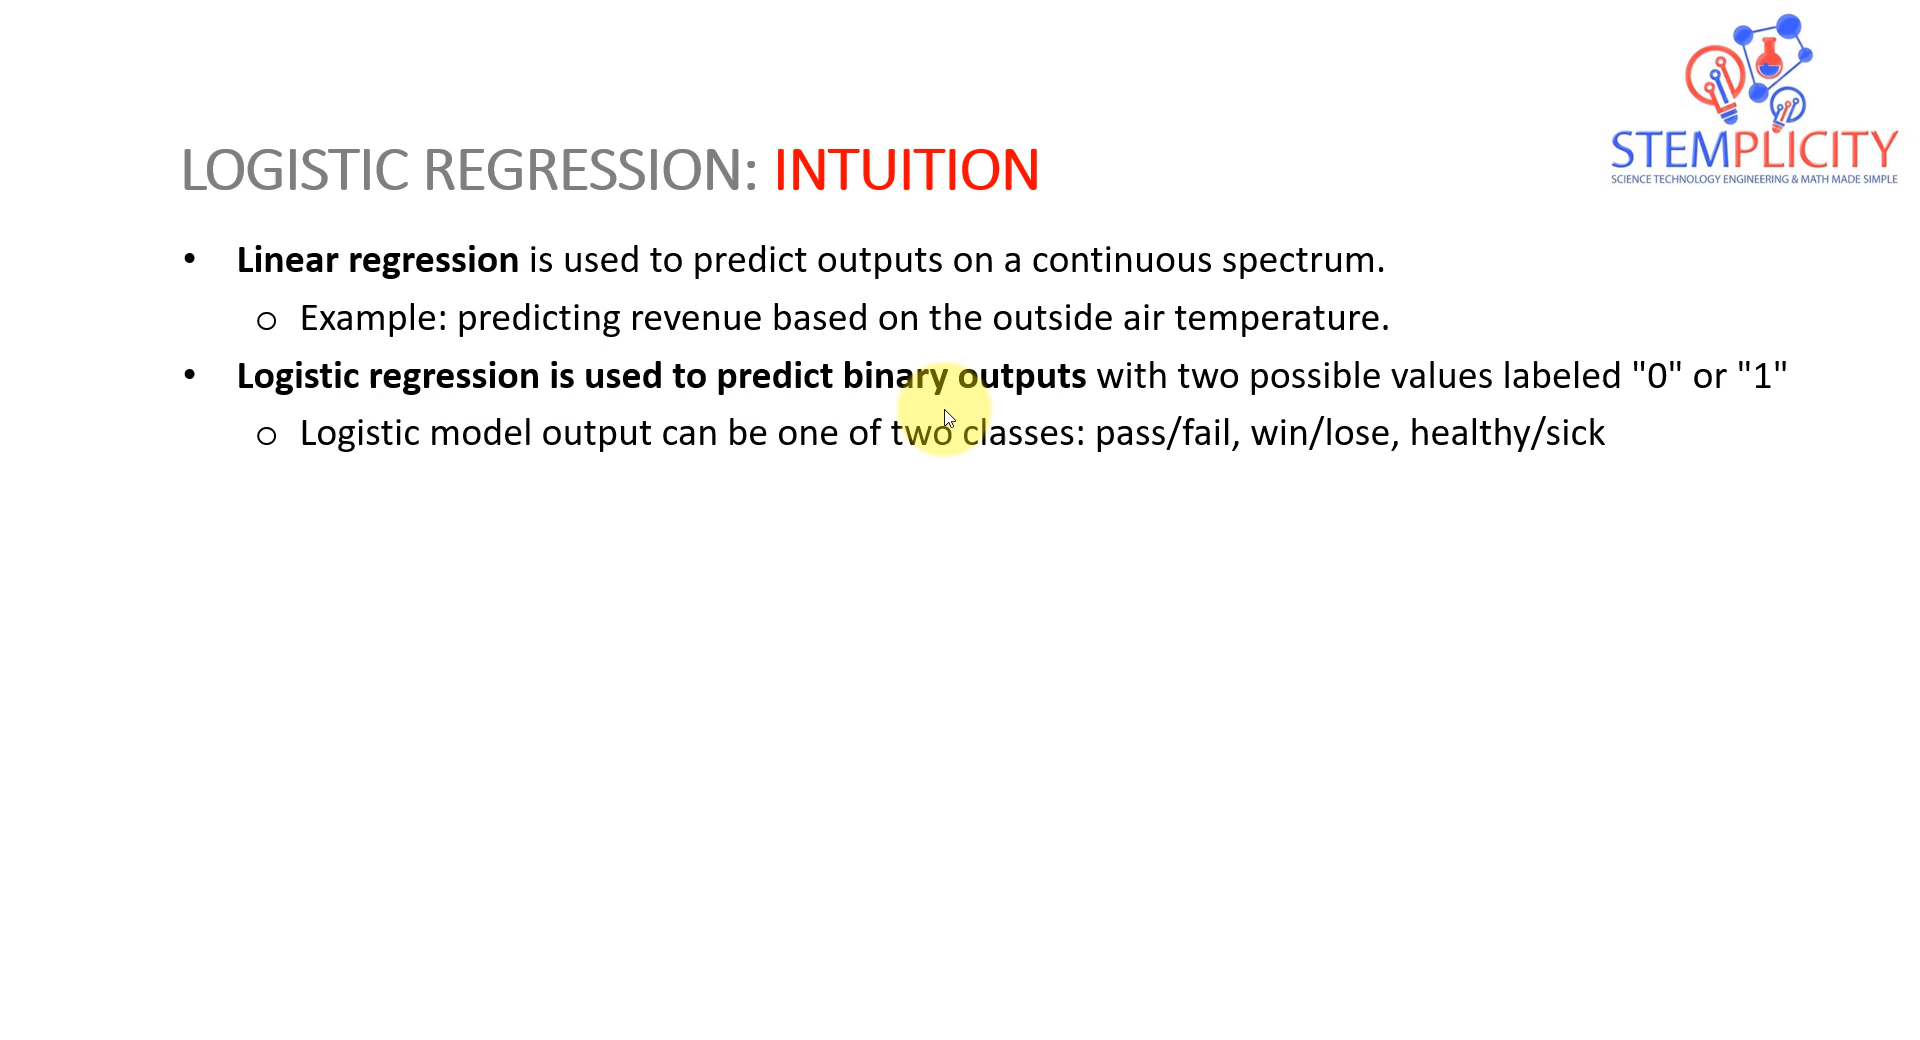 STEMPLICITY
SCIENCE TECHNOLOGY ENGINEERING & MATH MADE SIMPLE
LOGISTIC REGRESSION: INTUITION
• Linear regression is used to predict outputs on a continuous spectrum.
o Example: predicting revenue based on the outside air temperature.
• Logistic regression is used to predict binary outputs with two possible values labeled "0" or "1"
o Logistic model output can be one of two classes: pass/fail, win/lose, healthy/sick